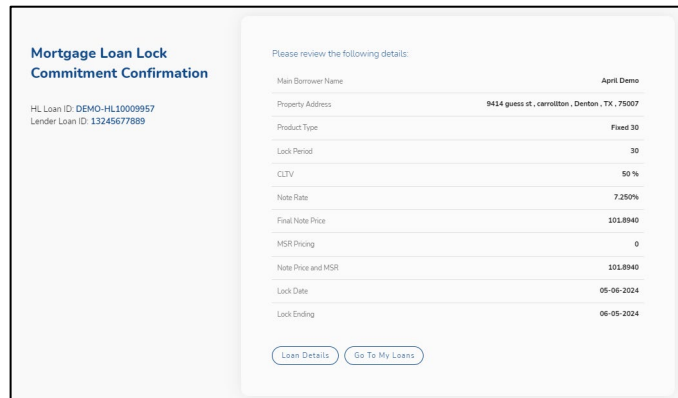 Mortgage Loan Lock
Commitment Confirmation
HL Loan ID: DEMO-HL10009957
Lender Loan ID: 13245677889
Please review the following details:
Main Borrower Name April Demo
Property Address 9414 guess st , carrollton , Denton , TX , 75007
Product Type Fixed 30
Lock Period 30
CLTV 50 %
Note Rate 7.250%
Final Note Price 101.8940
MSR Pricing 0
Note Price and MSR 101.8940
Lock Date 05-06-2024
Lock Ending 06-05-2024
Loan Details Go To My Loans